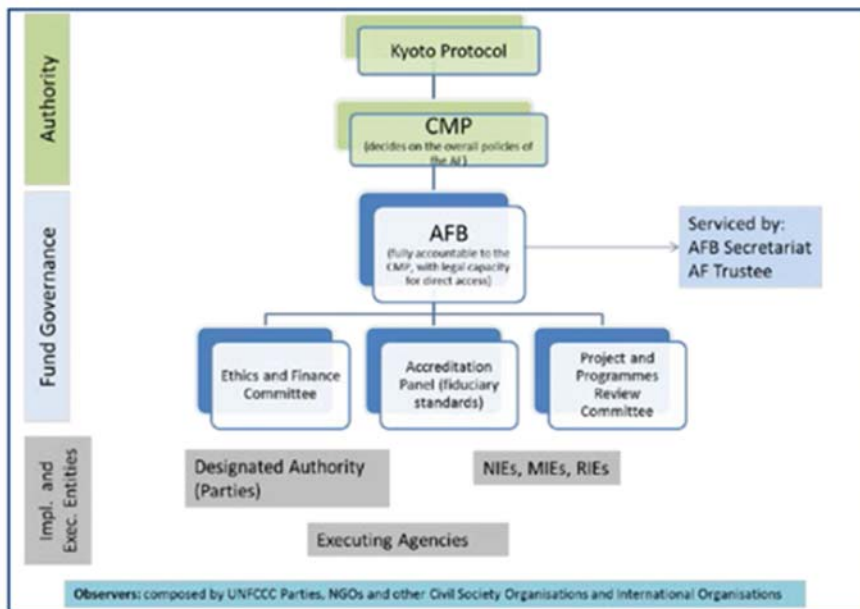 Authority
Kyoto Protocol
CMP
(decides on the overall policies of
the AF)
Fund Governance
AFB
(fully accountable to the
CMP, with legal capacity
for direct access)
Serviced by:
AFB Secretariat
AF Trustee
Ethics and Finance
Committee
Accreditation
Panel (fiduciary
standards)
Project and
Programmes
Review
Committee
Impl. and
Exec. Entities
Designated Authority
(Parties)
NIEs, MIEs, RIEs
Executing Agencies
Observers: composed by UNFCCC Parties, NGOs and other Civil Society Organisations and International Organisations